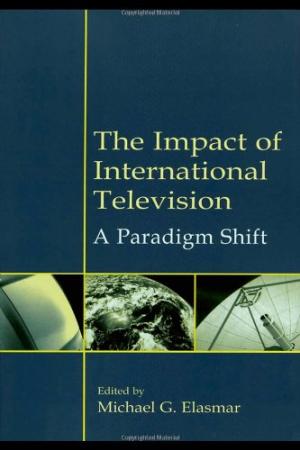 The Impact of
International
Television
A Paradigm Shift
Edited by
Michael G. Elasmar